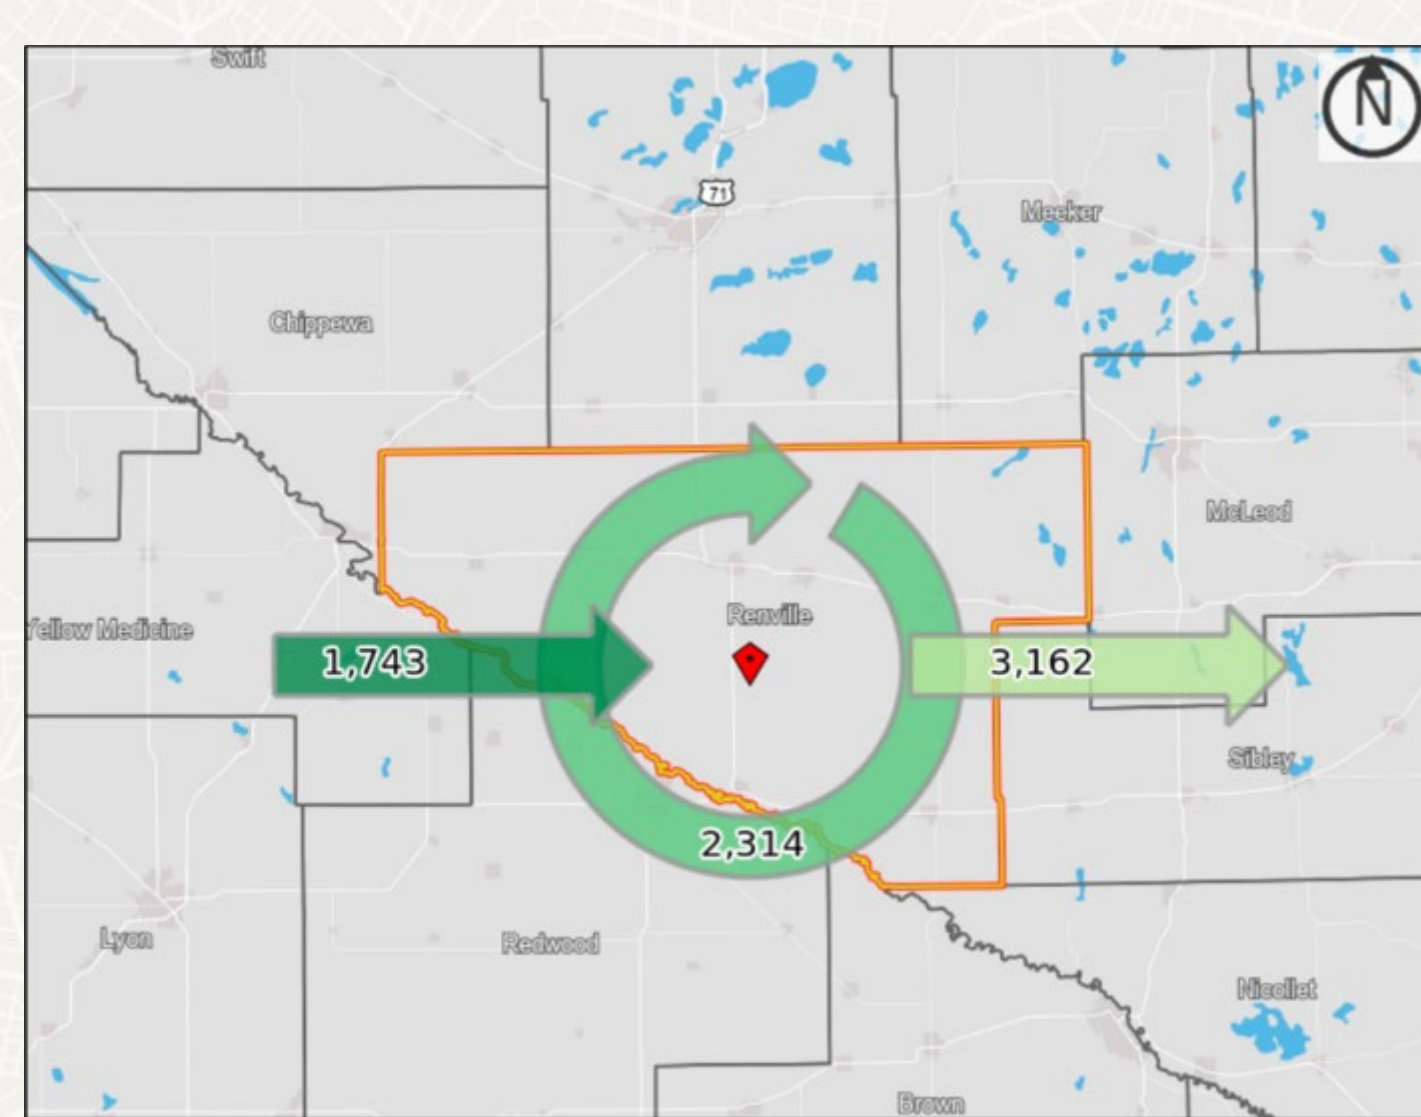 Swift
N
71
Meeker
Chippewa
McLeod
Renville
Yellow Medicine
1,743
3,162
Sibley
2,314
Lyon
Redwood
Nicollet
Brown